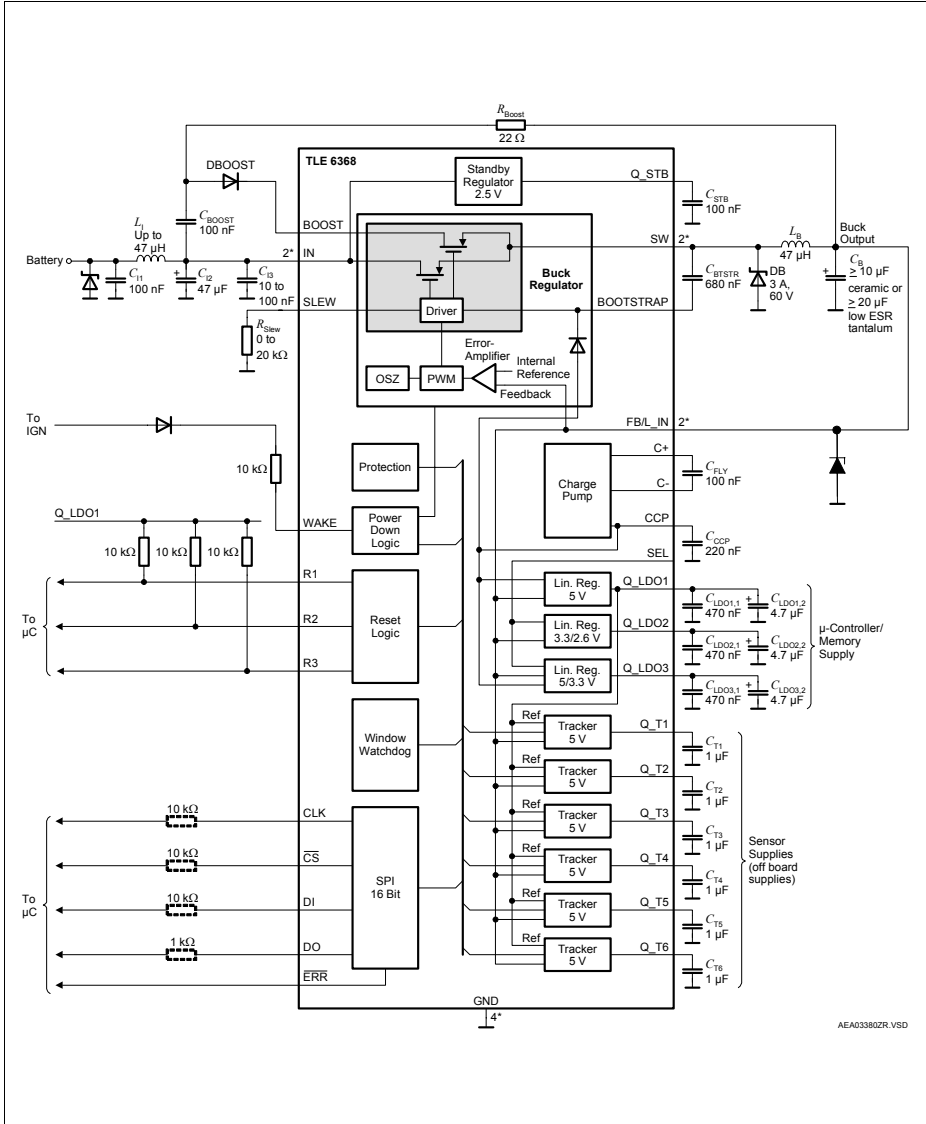 R_Boost
22 Ω
TLE 6368
DBOOST
Standby
Regulator
2.5 V
Q_STB
C_STB
100 nF
BOOST
C_BOOST
100 nF
L_I
Up to
47 µH
Battery
2* IN
SW 2*
L_B
47 µH
Buck
Output
C_I1
100 nF
+
C_I2
47 µF
C_I3
10 to
100 nF
Buck
Regulator
C_BTSTR
680 nF
DB
3 A,
60 V
+
C_B
≥ 10 µF
ceramic or
≥ 20 µF
low ESR
tantalum
SLEW
Driver
BOOTSTRAP
R_Slew
0 to
20 kΩ
Error-
Amplifier
Internal
Reference
OSZ
PWM
Feedback
To
IGN
FB/L_IN 2*
10 kΩ
Protection
Charge
Pump
C+
C-
C_FLY
100 nF
Q_LDO1
WAKE
Power
Down
Logic
CCP
C_CCP
220 nF
10 kΩ 10 kΩ 10 kΩ
SEL
R1
R2
R3
To
µC
Reset
Logic
Lin. Reg.
5 V
Q_LDO1
C_LDO1,1
470 nF
+
C_LDO1,2
4.7 µF
Lin. Reg.
3.3/2.6 V
Q_LDO2
C_LDO2,1
470 nF
+
C_LDO2,2
4.7 µF
Lin. Reg.
5/3.3 V
Q_LDO3
C_LDO3,1
470 nF
+
C_LDO3,2
4.7 µF
µ-Controller/
Memory
Supply
Window
Watchdog
Ref
Tracker
5 V
Q_T1
C_T1
1 µF
Ref
Tracker
5 V
Q_T2
C_T2
1 µF
Ref
Tracker
5 V
Q_T3
C_T3
1 µF
Ref
Tracker
5 V
Q_T4
C_T4
1 µF
Ref
Tracker
5 V
Q_T5
C_T5
1 µF
Ref
Tracker
5 V
Q_T6
C_T6
1 µF
Sensor
Supplies
(off board
supplies)
To
µC
10 kΩ
CLK
10 kΩ
C̅S̅
10 kΩ
DI
1 kΩ
DO
E̅R̅R̅
SPI
16 Bit
GND
4*
AEA03380ZR.VSD